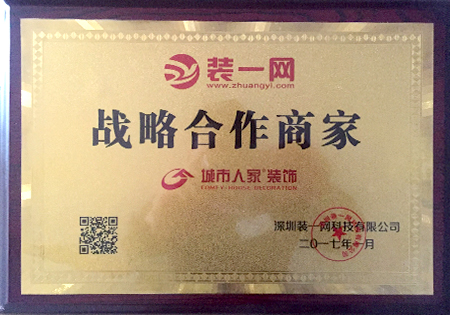 装一网
www.zhuangyi.com
战略合作商家
城市人家®装饰
深圳装一网科技有限公司
二〇一七年一月